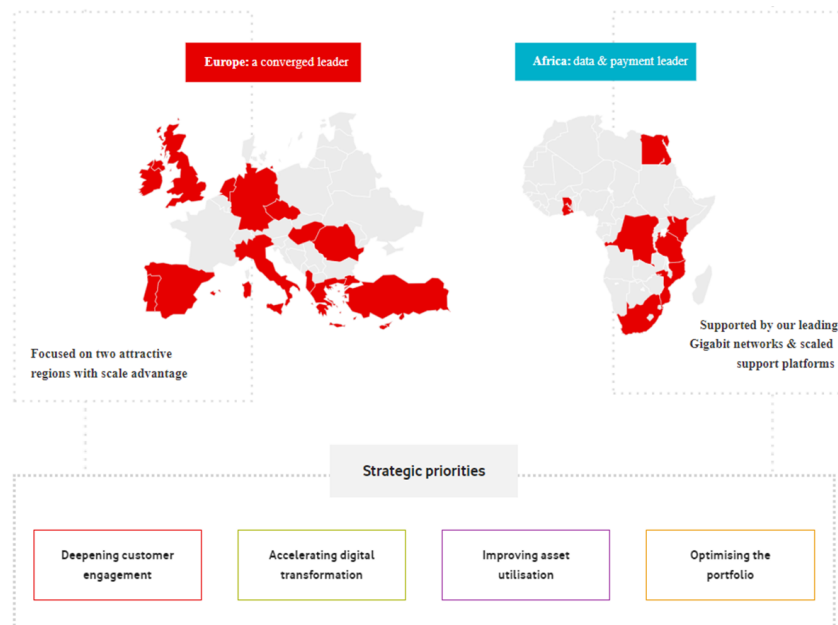 Europe: a converged leader
Africa: data & payment leader
Focused on two attractive
regions with scale advantage
Supported by our leading
Gigabit networks & scaled
support platforms
Strategic priorities
Deepening customer
engagement
Accelerating digital
transformation
Improving asset
utilisation
Optimising the
portfolio